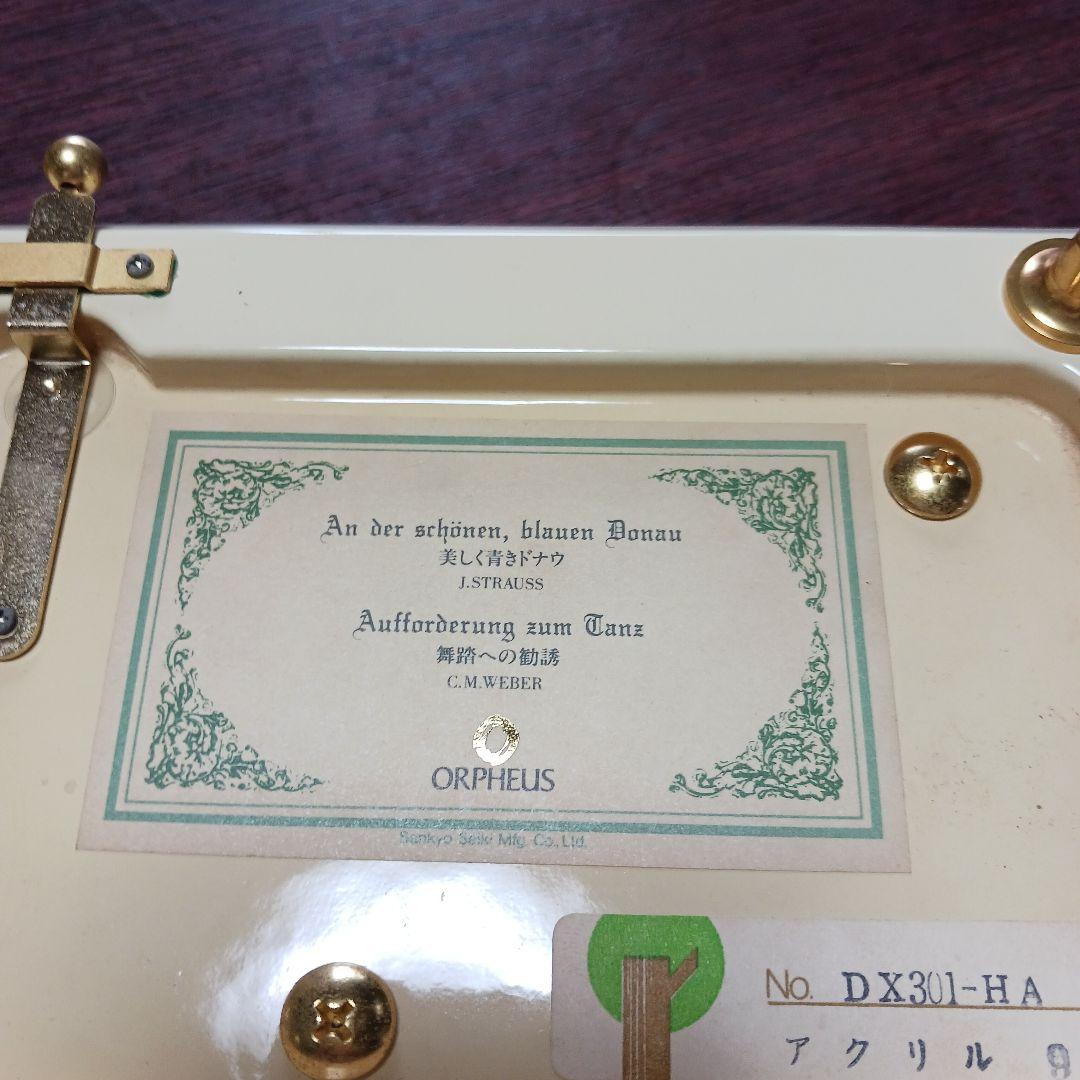 An der schönen, blauen Donau
美しく青きドナウ
J.STRAUSS
Aufforderung zum Tanz
舞踏への勧誘
C.M.WEBER
ORPHEUS
Sankyo Seiki Mfg. Co., Ltd.
No. DX301-HA
アクリル